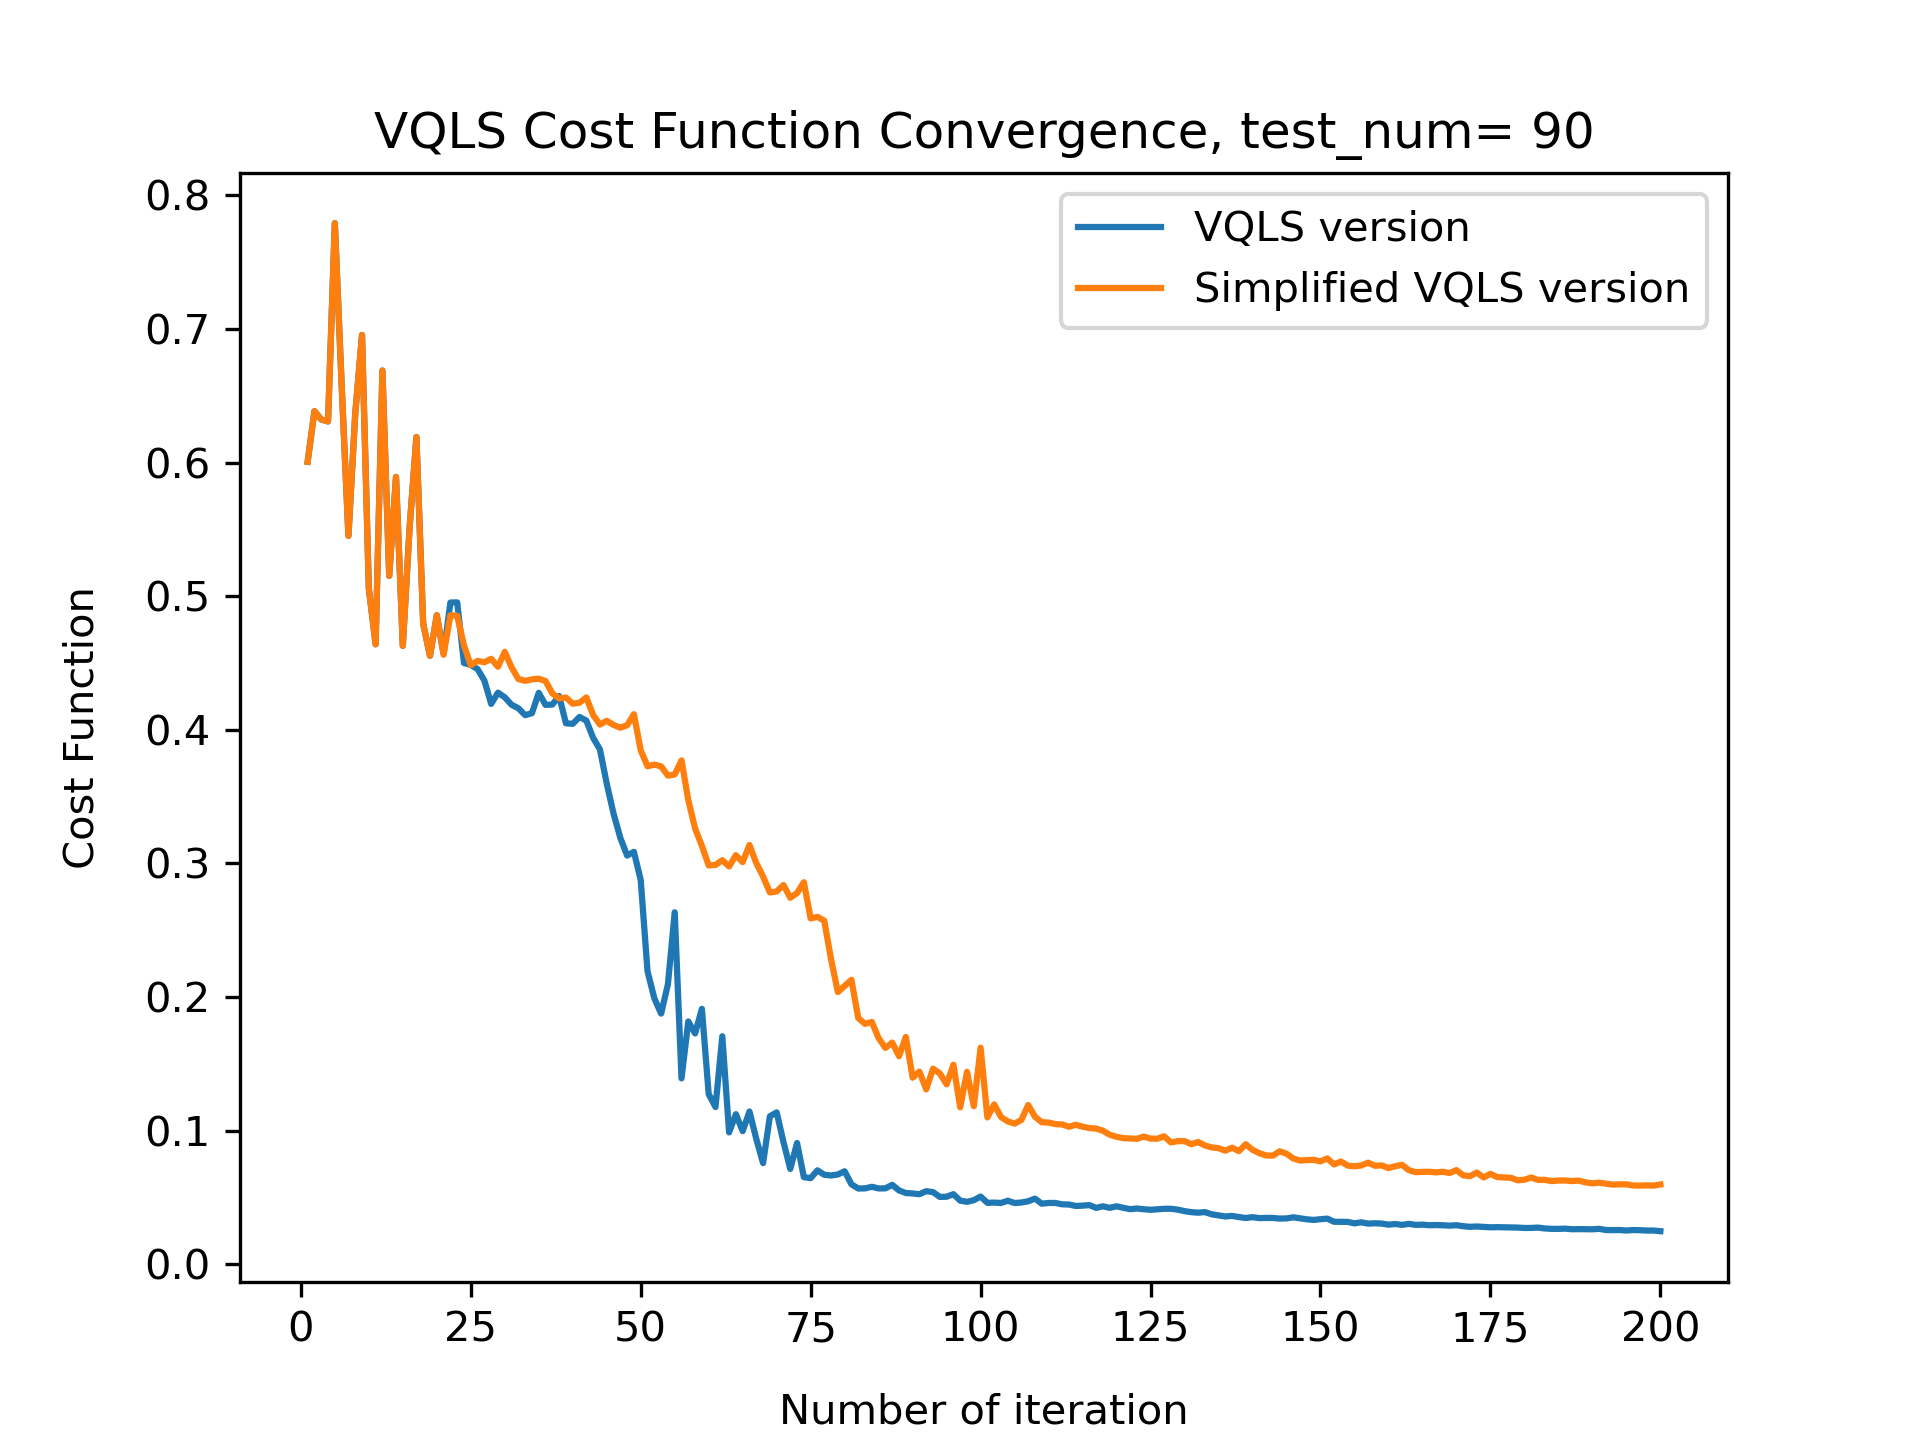 VQLS Cost Function Convergence, test_num= 90
VQLS version
Simplified VQLS version
Cost Function
0.8
0.7
0.6
0.5
0.4
0.3
0.2
0.1
0.0
0 25 50 75 100 125 150 175 200
Number of iteration